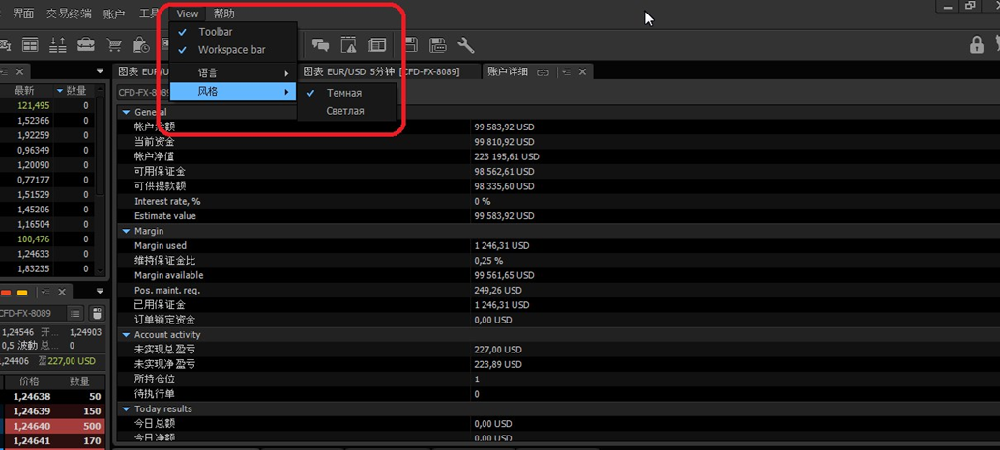 界面 交易终端 账户 工具 View 帮助
Toolbar
Workspace bar
语言
风格
Темная
Светлая
图表 EUR/U
图表 EUR/USD 5分钟 [CFD-FX-8089]
账户详细
最新 数量
121,495 0
1,52366 0
1,92259 0
0,96349 0
1,20090 0
0,77177 0
1,51529 0
1,45206 0
1,16504 0
100,476 0
1,24633 0
1,83235 0
CFD-FX-8089
1,24546 开... 1,24903
0,5 波動 总... 0
1,24406 盈 227,00 USD
价格 数量
1,24638 50
1,24639 150
1,24640 500
1,24641 170
CFD-FX-8089
General
帐户余额 99 583,92 USD
当前资金 99 810,92 USD
帐户净值 223 195,61 USD
可用保证金 98 562,61 USD
可供提款额 98 335,60 USD
Interest rate, % 0 %
Estimate value 99 583,92 USD
Margin
Margin used 1 246,31 USD
维持保证金比 0,25 %
Margin available 99 561,65 USD
Pos. maint. req. 249,26 USD
已用保证金 1 246,31 USD
订单锁定资金 0,00 USD
Account activity
未实现总盈亏 227,00 USD
未实现净盈亏 223,89 USD
所持仓位 1
待执行单 0
Today results
今日总额 0,00 USD
今日净额 0,00 USD